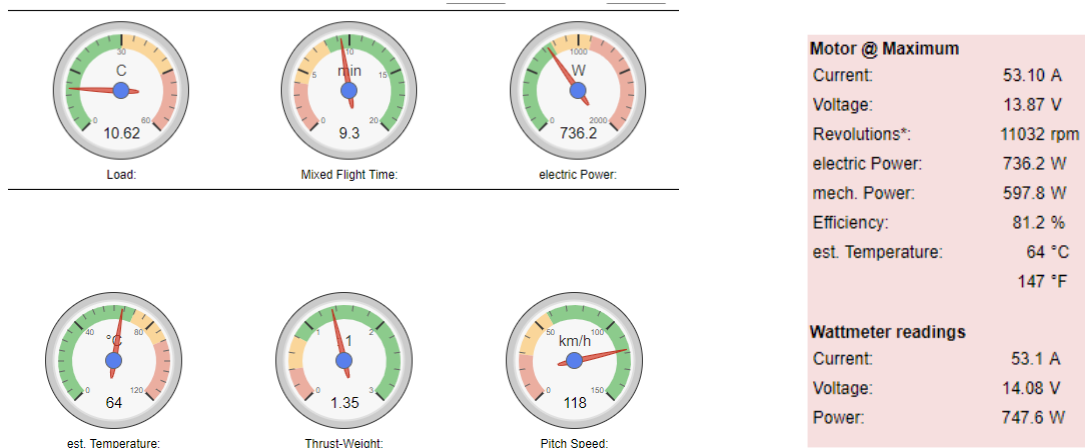 30
C
0
60
10.62
Load:
10
min
5
15
0
20
9.3
Mixed Flight Time:
1000
W
0
2000
736.2
electric Power:
40
80
°C
0
120
64
est. Temperature:
1
1
0
3
1.35
Thrust-Weight:
50
100
km/h
0
150
118
Pitch Speed:
Motor @ Maximum
Current: 53.10 A
Voltage: 13.87 V
Revolutions*: 11032 rpm
electric Power: 736.2 W
mech. Power: 597.8 W
Efficiency: 81.2 %
est. Temperature: 64 °C
147 °F
Wattmeter readings
Current: 53.1 A
Voltage: 14.08 V
Power: 747.6 W